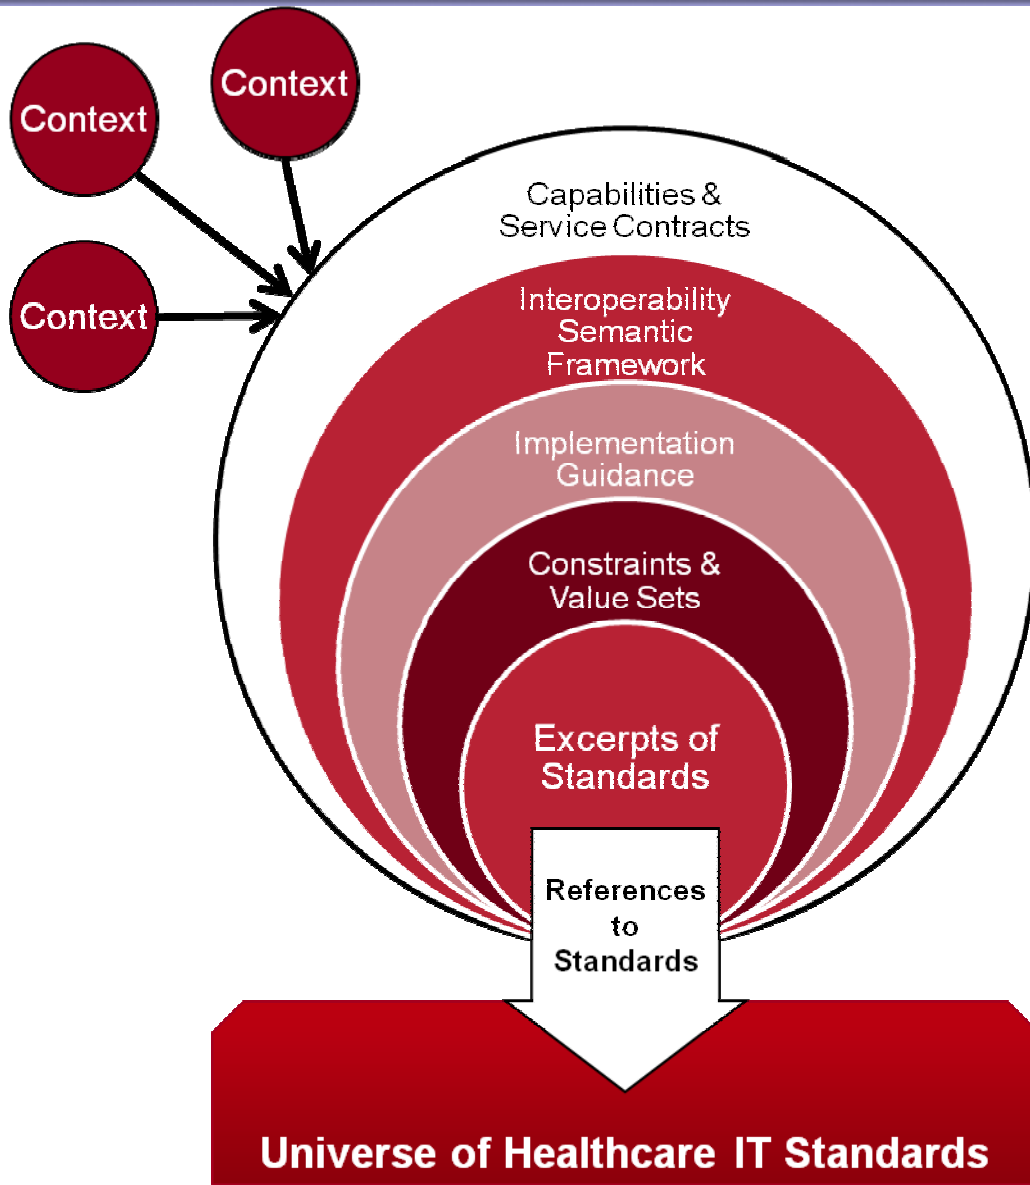 Context
Context
Context
Capabilities &
Service Contracts
Interoperability
Semantic
Framework
Implementation
Guidance
Constraints &
Value Sets
Excerpts of
Standards
References
to
Standards
Universe of Healthcare IT Standards